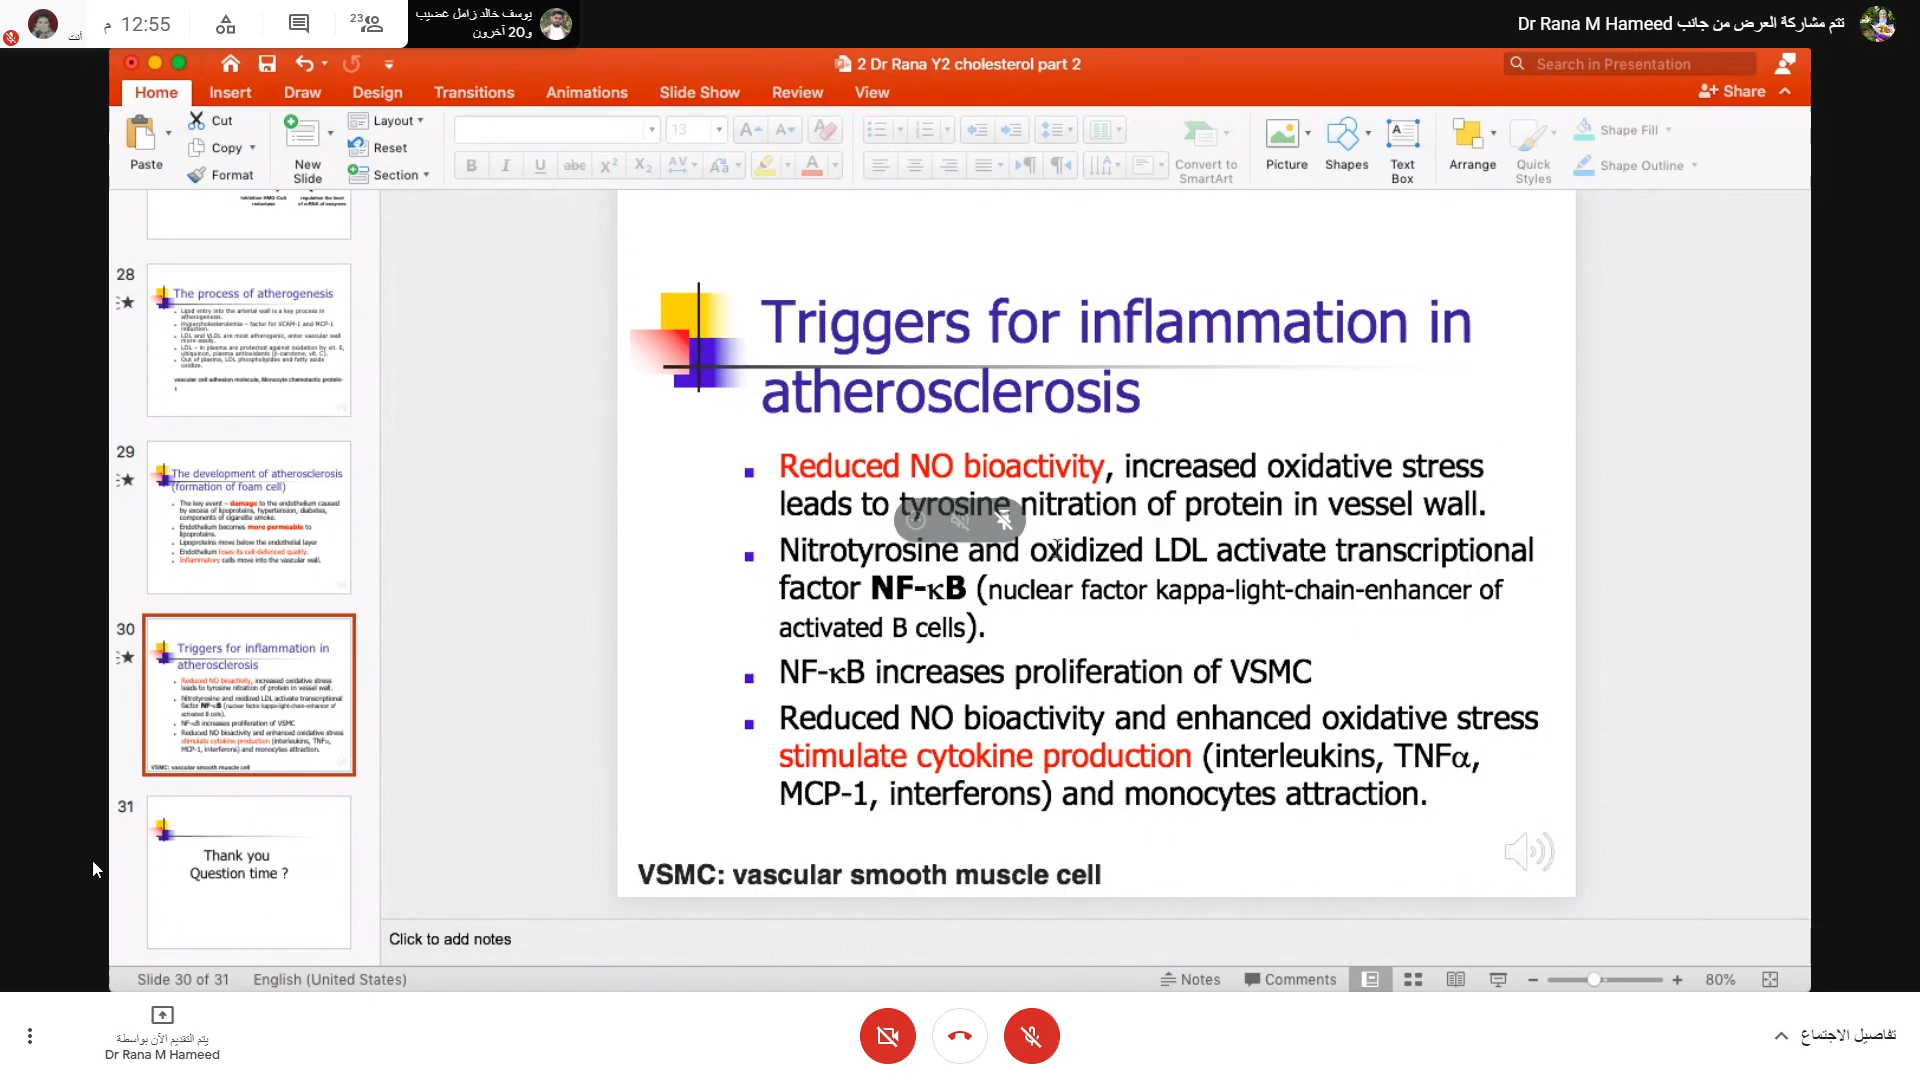 12:55 م
أنت
23
يوسف خالد زامل غضيب
و20 آخرون
تتم مشاركة العرض من جانب Dr Rana M Hameed
2 Dr Rana Y2 cholesterol part 2
Search in Presentation
Home Insert Draw Design Transitions Animations Slide Show Review View
Share
Paste
Cut
Copy
Format
New
Slide
Layout
Reset
Section
13
Convert to
SmartArt
Picture
Shapes
Text
Box
Arrange
Quick
Styles
Shape Fill
Shape Outline
Inhibition HMG-CoA
reductase
regulation the level
of mRNA of enzymes
28
The process of atherogenesis
Lipid entry into the arterial wall is a key process in
atherogenesis.
Hypercholesterolemia – factor for VCAM-1 and MCP-1
induction.
LDL and VLDL are most atherogenic, enter vascular wall
more easily.
LDL – in plasma are protected against oxidation by vit. E,
ubiquinon, plasma antioxidants (β-carotene, vit. C).
Out of plasma, LDL phospholipids and fatty acids
oxidize.
vascular cell adhesion molecule, Monocyte chemotactic protein-
1
29
The development of atherosclerosis
(formation of foam cell)
The key event – damage to the endothelium caused
by excess of lipoproteins, hypertension, diabetes,
components of cigarette smoke.
Endothelium becomes more permeable to
lipoproteins.
Lipoproteins move below the endothelial layer
Endothelium loses its cell-defenced quality.
Inflammatory cells move into the vascular wall.
30
Triggers for inflammation in
atherosclerosis
Reduced NO bioactivity, increased oxidative stress
leads to tyrosine nitration of protein in vessel wall.
Nitrotyrosine and oxidized LDL activate transcriptional
factor NF-κB (nuclear factor kappa-light-chain-enhancer of
activated B cells).
NF-κB increases proliferation of VSMC
Reduced NO bioactivity and enhanced oxidative stress
stimulate cytokine production (interleukins, TNFα,
MCP-1, interferons) and monocytes attraction.
VSMC: vascular smooth muscle cell
31
Thank you
Question time ?
Triggers for inflammation in
atherosclerosis
Reduced NO bioactivity, increased oxidative stress
leads to tyrosine nitration of protein in vessel wall.
Nitrotyrosine and oxidized LDL activate transcriptional
factor NF-κB (nuclear factor kappa-light-chain-enhancer of
activated B cells).
NF-κB increases proliferation of VSMC
Reduced NO bioactivity and enhanced oxidative stress
stimulate cytokine production (interleukins, TNFα,
MCP-1, interferons) and monocytes attraction.
VSMC: vascular smooth muscle cell
Click to add notes
Slide 30 of 31
English (United States)
Notes
Comments
80%
يتم التقديم الآن بواسطة
Dr Rana M Hameed
تفاصيل الاجتماع